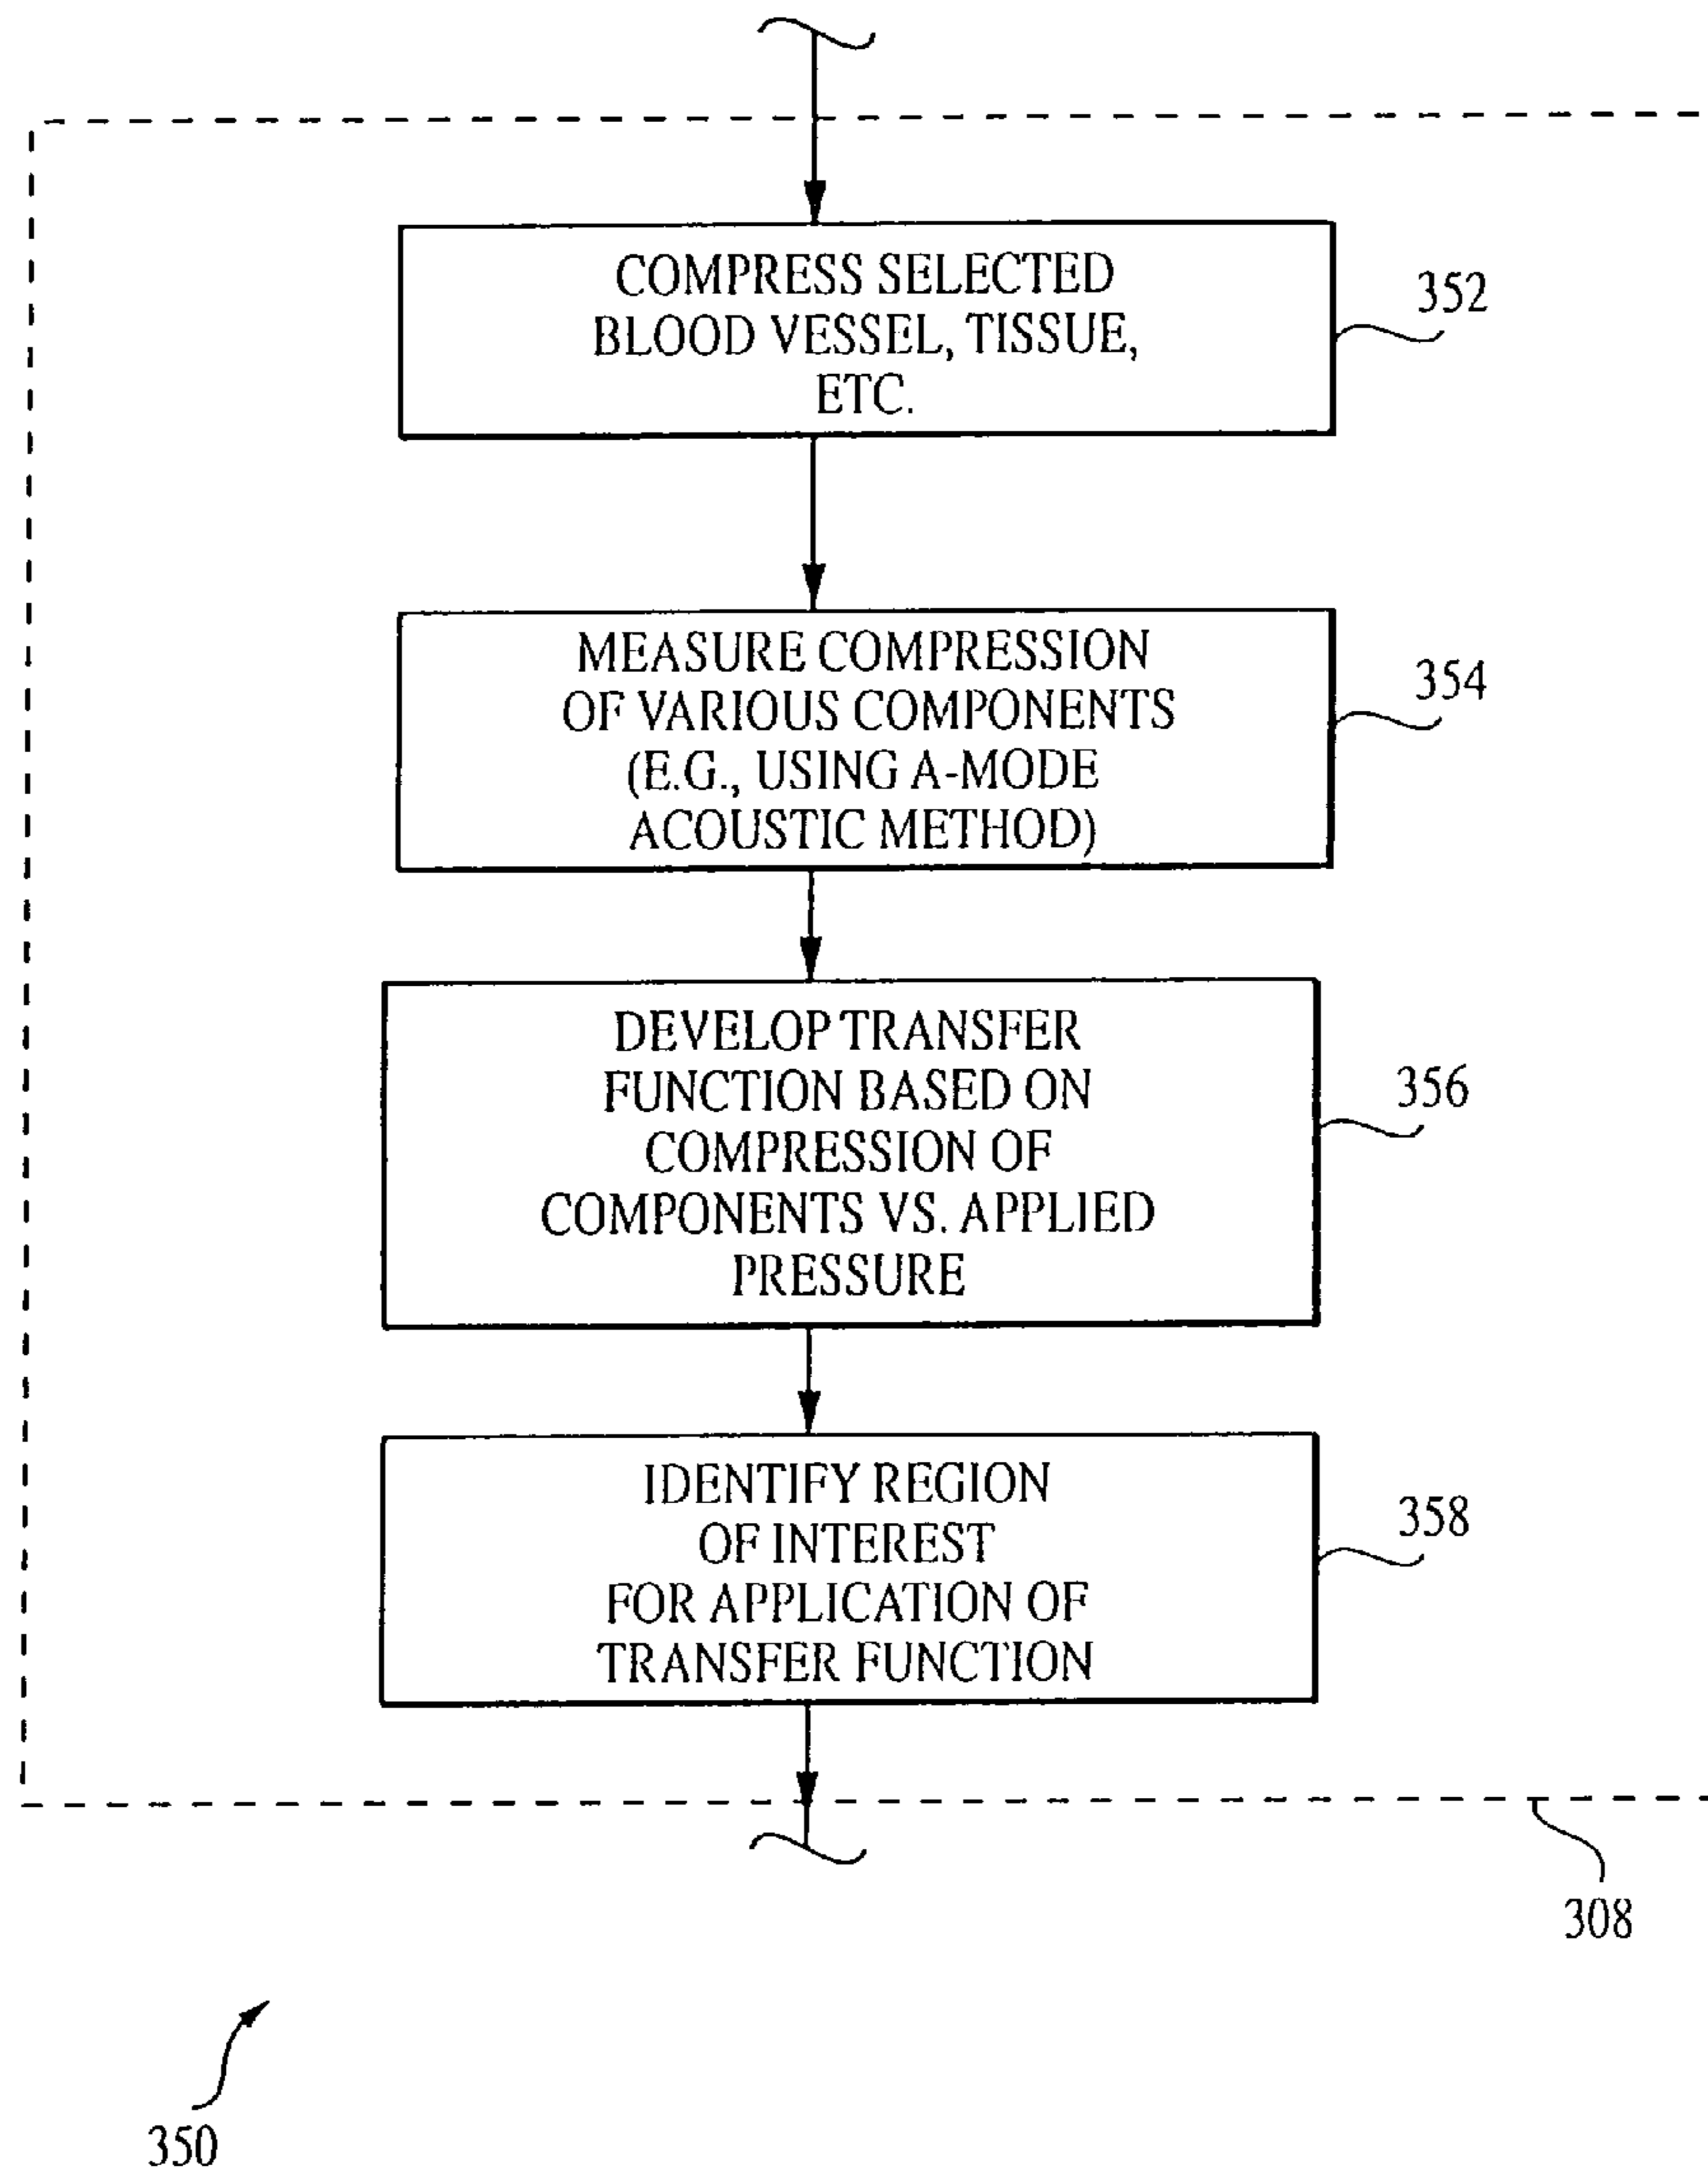 COMPRESS SELECTED
BLOOD VESSEL, TISSUE,
ETC.
352
MEASURE COMPRESSION
OF VARIOUS COMPONENTS
(E.G., USING A-MODE
ACOUSTIC METHOD)
354
DEVELOP TRANSFER
FUNCTION BASED ON
COMPRESSION OF
COMPONENTS VS. APPLIED
PRESSURE
356
IDENTIFY REGION
OF INTEREST
FOR APPLICATION OF
TRANSFER FUNCTION
358
308
350